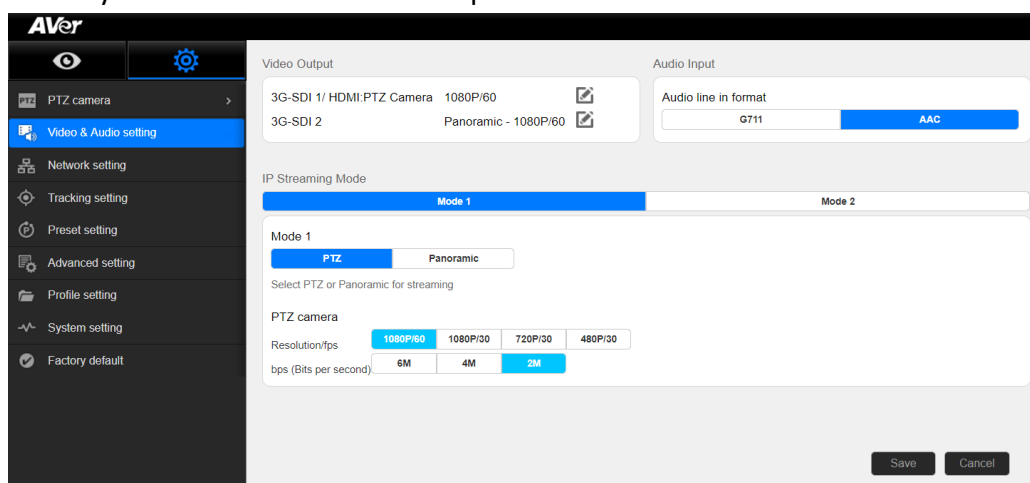 AVer
PTZ PTZ camera >
Video & Audio setting
Network setting
Tracking setting
Preset setting
Advanced setting
Profile setting
System setting
Factory default
Video Output
3G-SDI 1/ HDMI:PTZ Camera 1080P/60
3G-SDI 2 Panoramic - 1080P/60
Audio Input
Audio line in format
G711 AAC
IP Streaming Mode
Mode 1 Mode 2
Mode 1
PTZ Panoramic
Select PTZ or Panoramic for streaming
PTZ camera
Resolution/fps 1080P/60 1080P/30 720P/30 480P/30
bps (Bits per second) 6M 4M 2M
Save Cancel